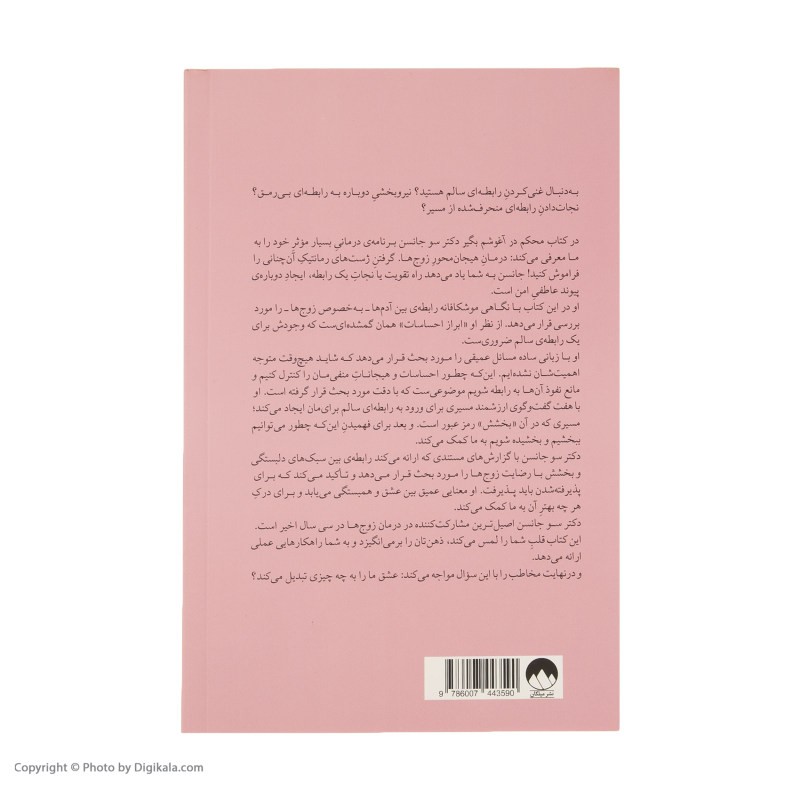 به‌دنبال غنی‌کردنِ رابطه‌ای سالم هستید؟ نیروبخشیِ دوباره به رابطه‌ای بی‌رمق؟
نجات‌دادنِ رابطه‌ای منحرف‌شده از مسیر؟
در کتاب محکم در آغوشم بگیر دکتر سو جانسن برنامه‌ی درمانیِ بسیار مؤثرِ خود را به
ما معرفی می‌کند: درمانِ هیجان‌محورِ زوج‌ها. گرفتنِ ژست‌های رمانتیکِ آن‌چنانی را
فراموش کنید! جانسن به شما یاد می‌دهد راه تقویت یا نجاتِ یک رابطه، ایجادِ دوباره‌ی
پیوند عاطفیِ امن است.
او در این کتاب با نگاهی موشکافانه رابطه‌ی بین آدم‌ها ـ به‌خصوص زوج‌ها ـ را مورد
بررسی قرار می‌دهد. از نظر او «ابراز احساسات» همان گمشده‌ای‌ست که وجودش برای
یک رابطه‌ی سالم ضروری‌ست.
او با زبانی ساده مسائل عمیقی را مورد بحث قرار می‌دهد که شاید هیچ‌وقت متوجه
اهمیت‌شان نشده‌ایم. این‌که چطور احساسات و هیجاناتِ منفی‌مان را کنترل کنیم و
مانع نفوذ آن‌ها به رابطه شویم موضوعی‌ست که با دقت مورد بحث قرار گرفته است. او
با هفت گفت‌وگوی ارزشمند مسیری برای ورود به رابطه‌ای سالم برای‌مان ایجاد می‌کند؛
مسیری که در آن «بخشش» رمز عبور است. و بعد برای فهمیدنِ این‌که چطور می‌توانیم
ببخشیم و بخشیده شویم به ما کمک می‌کند.
دکتر سو جانسن با گزارش‌های مستندی که ارائه می‌کند رابطه‌ی بین سبک‌های دلبستگی
و بخشش با رضایت زوج‌ها را مورد بحث قرار می‌دهد و تأکید می‌کند که برای
پذیرفته‌شدن باید پذیرفت. او معنایی عمیق بین عشق و همبستگی می‌یابد و برای درکِ
هر چه بهترِ آن به ما کمک می‌کند.
دکتر سو جانسن اصیل‌ترین مشارکت‌کننده در درمان زوج‌ها در سی سال اخیر است.
این کتاب قلبِ شما را لمس می‌کند، ذهن‌تان را برمی‌انگیزد و به شما راهکارهایی عملی
ارائه می‌دهد.
و درنهایت مخاطب را با این سؤال مواجه می‌کند: عشق ما را به چه چیزی تبدیل می‌کند؟
نشر میلکان
9 786007 443590
Copyright © Photo by Digikala.com